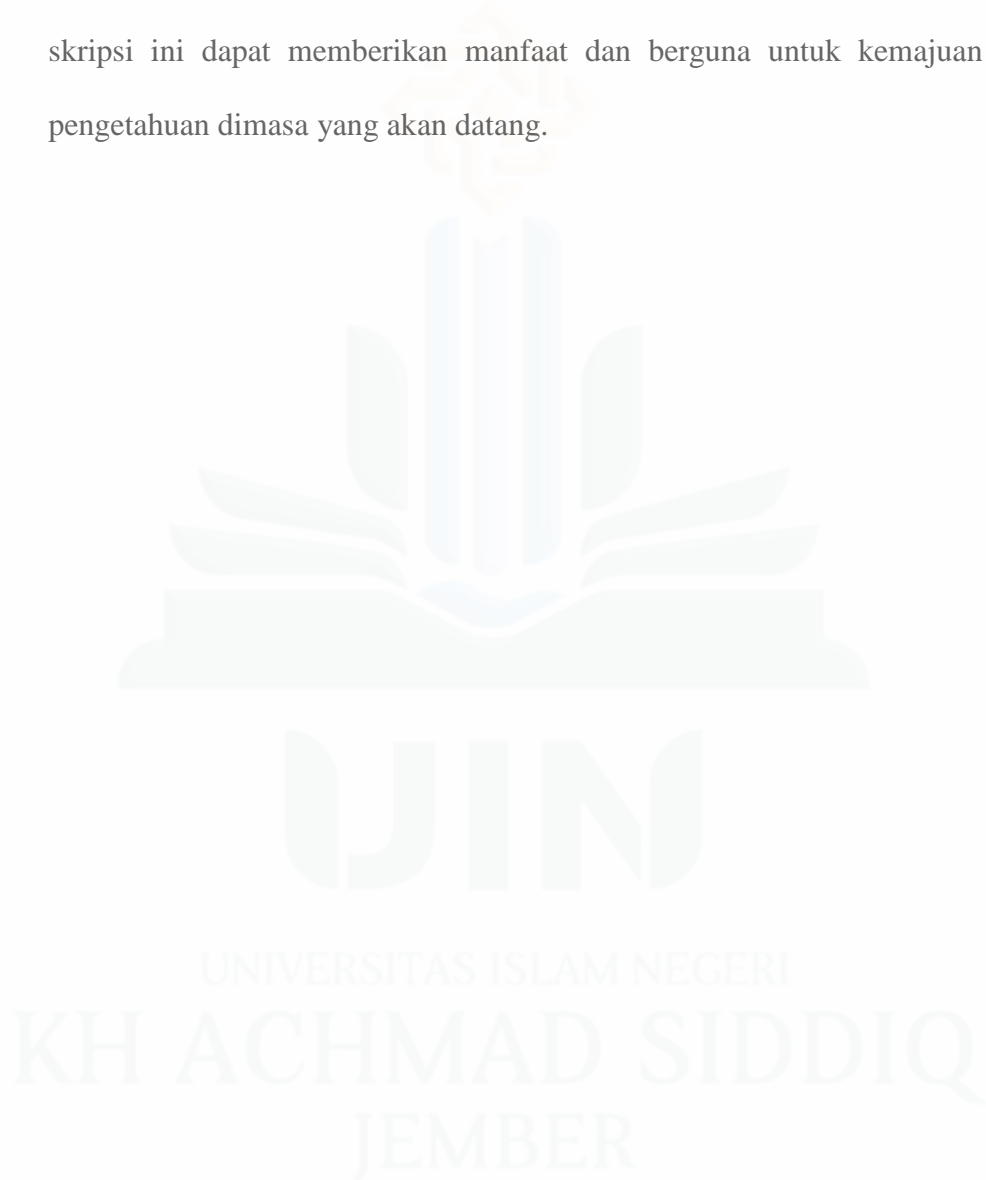 skripsi ini dapat memberikan manfaat dan berguna untuk kemajuan
pengetahuan dimasa yang akan datang.
UIN
UNIVERSITAS ISLAM NEGERI
KH ACHMAD SIDDIQ
JEMBER